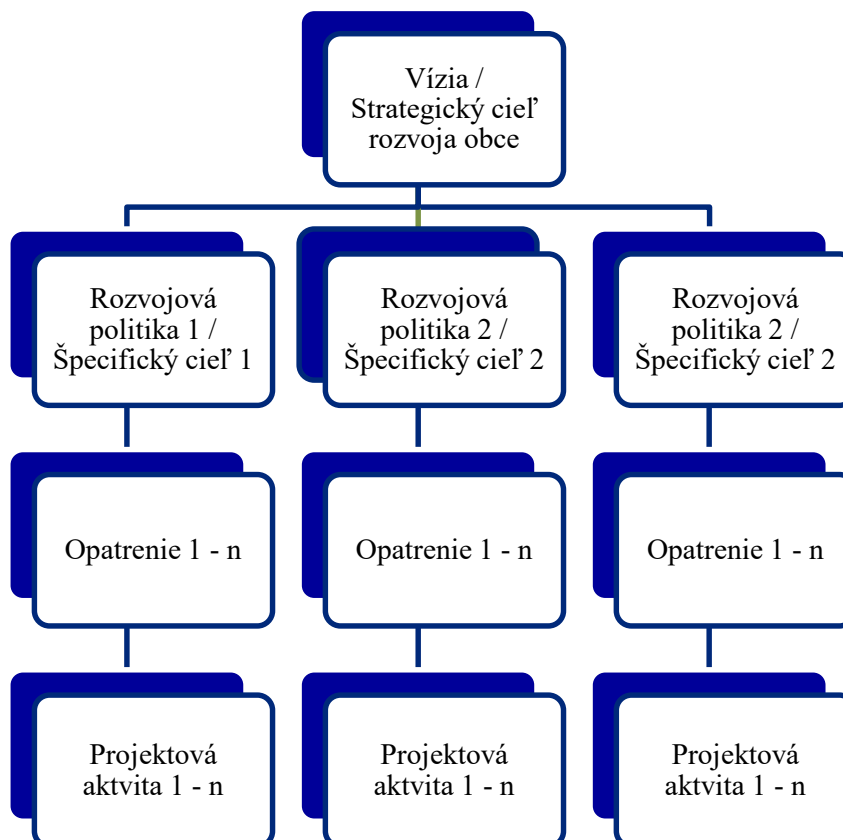 Vízia /
Strategický cieľ
rozvoja obce
Rozvojová
politika 1 /
Špecifický cieľ 1
Rozvojová
politika 2 /
Špecifický cieľ 2
Rozvojová
politika 2 /
Špecifický cieľ 2
Opatrenie 1 - n
Opatrenie 1 - n
Opatrenie 1 - n
Projektová
aktvita 1 - n
Projektová
aktvita 1 - n
Projektová
aktvita 1 - n